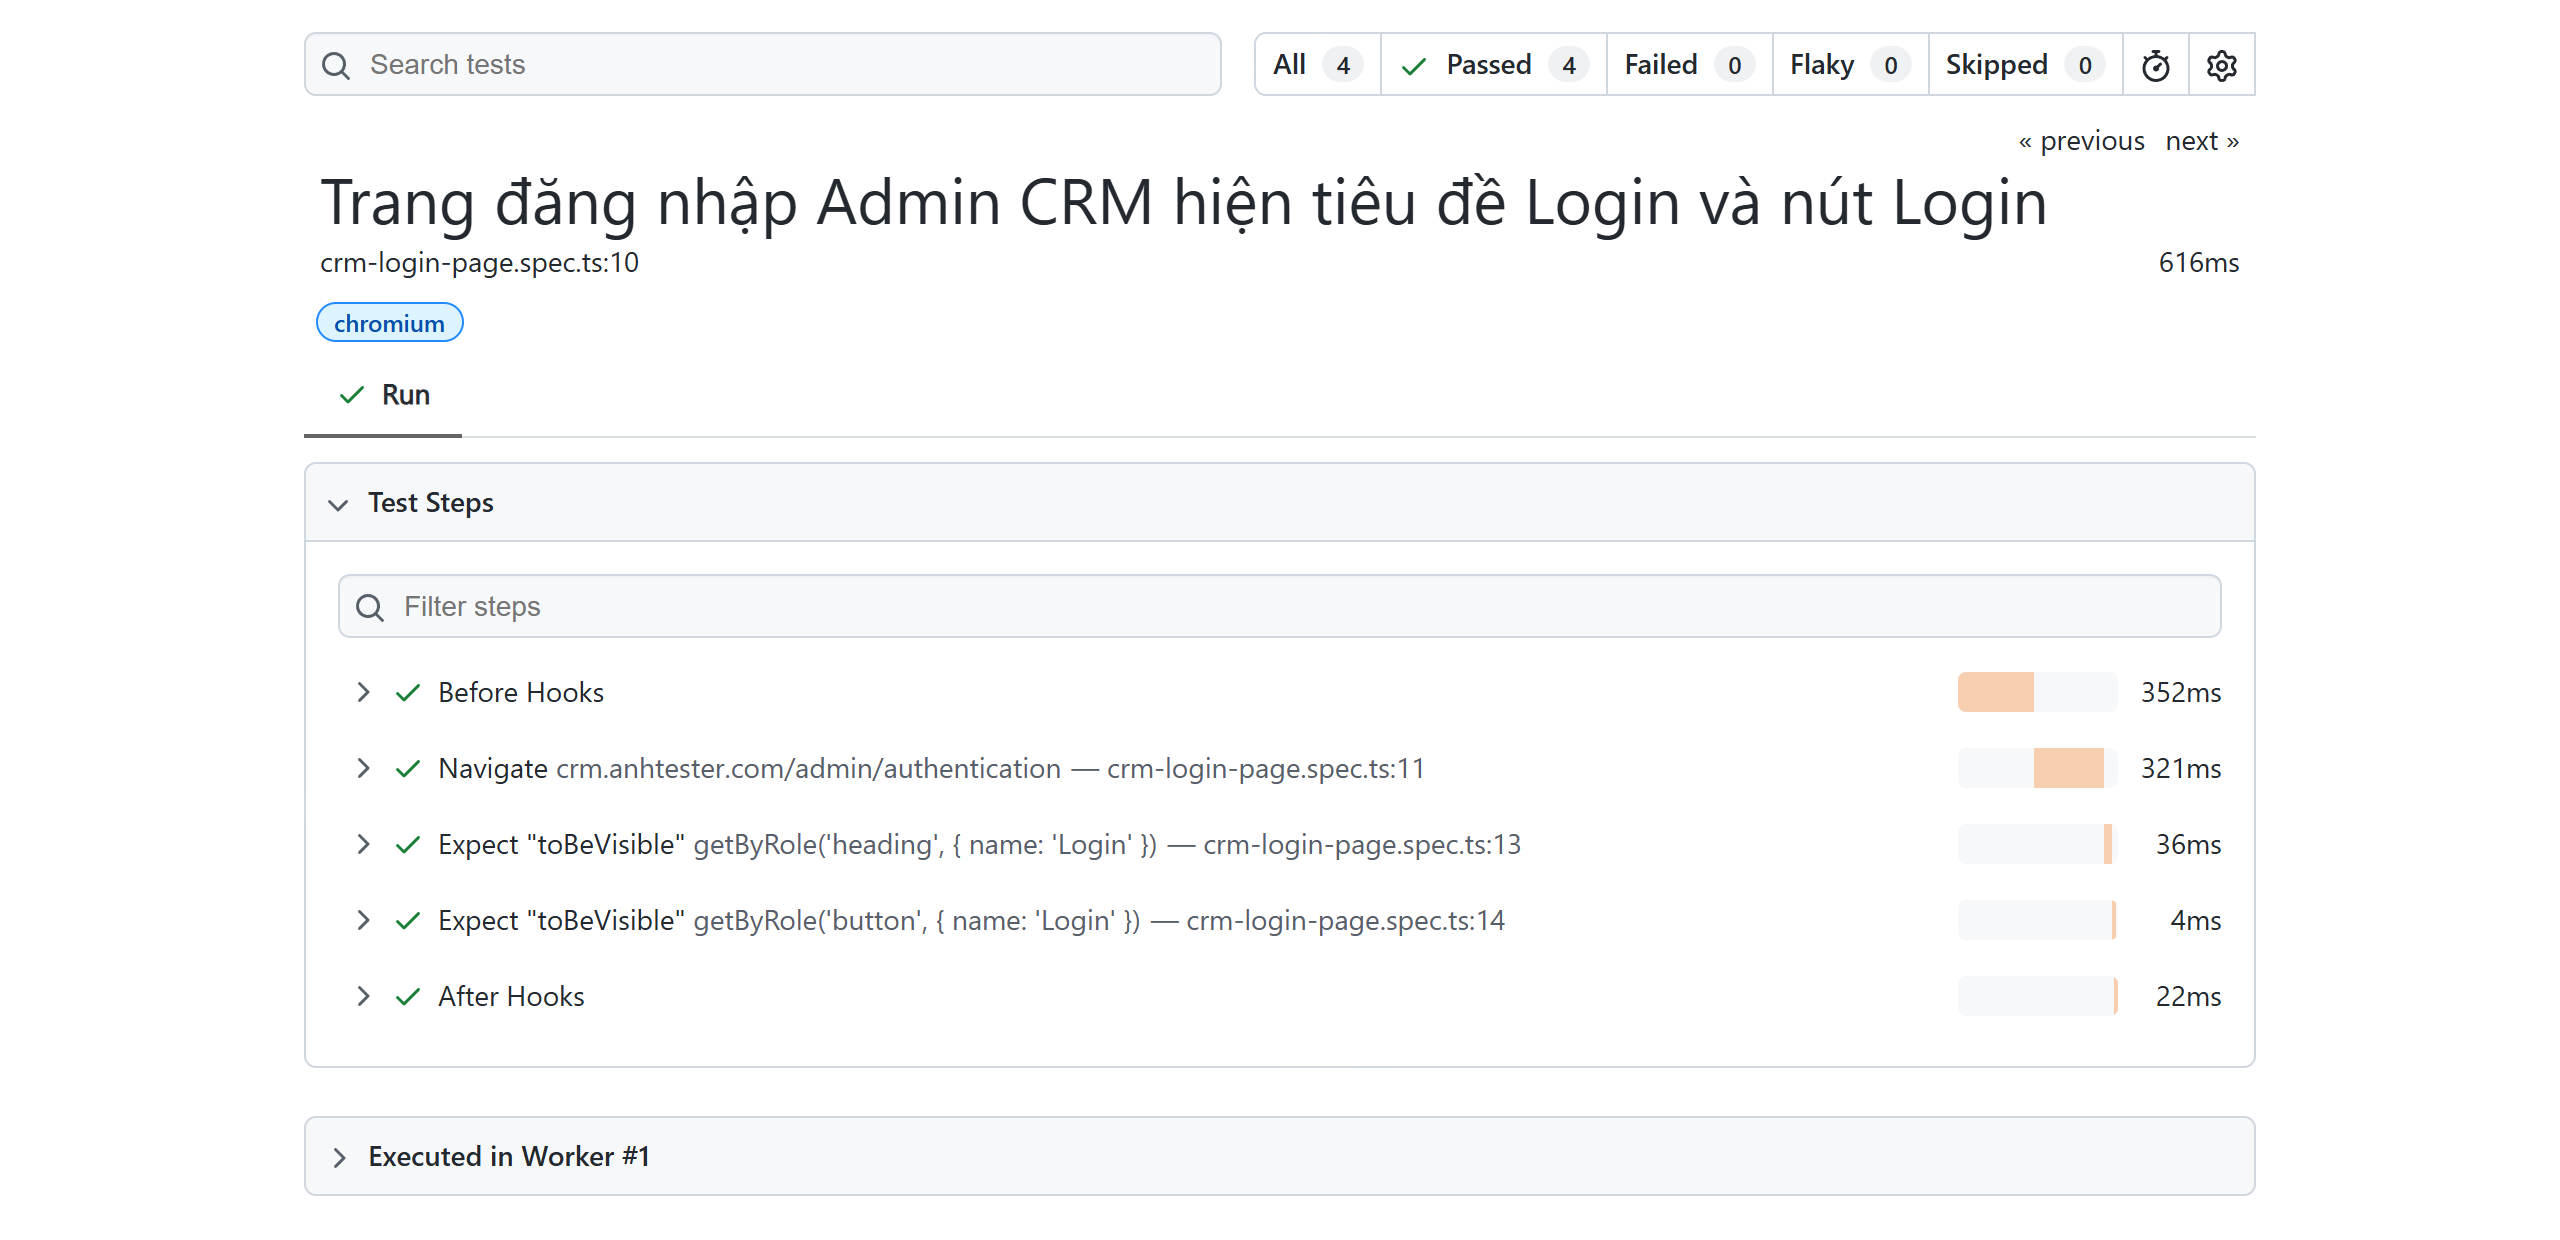 Search tests
All 4 Passed 4 Failed 0 Flaky 0 Skipped 0
« previous next »
Trang đăng nhập Admin CRM hiện tiêu đề Login và nút Login
crm-login-page.spec.ts:10 616ms
chromium
Run
Test Steps
Filter steps
Before Hooks 352ms
Navigate crm.anhtester.com/admin/authentication — crm-login-page.spec.ts:11 321ms
Expect "toBeVisible" getByRole('heading', { name: 'Login' }) — crm-login-page.spec.ts:13 36ms
Expect "toBeVisible" getByRole('button', { name: 'Login' }) — crm-login-page.spec.ts:14 4ms
After Hooks 22ms
Executed in Worker #1